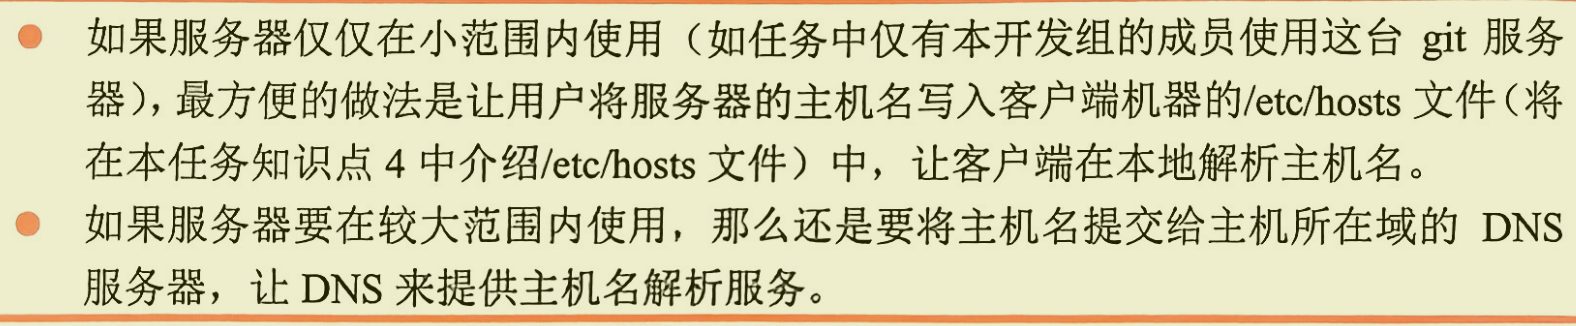 如果服务器仅仅在小范围内使用（如任务中仅有本开发组的成员使用这台 git 服务
器），最方便的做法是让用户将服务器的主机名写入客户端机器的/etc/hosts 文件（将
在本任务知识点 4 中介绍/etc/hosts 文件）中，让客户端在本地解析主机名。
如果服务器要在较大范围内使用，那么还是要将主机名提交给主机所在域的 DNS
服务器，让 DNS 来提供主机名解析服务。